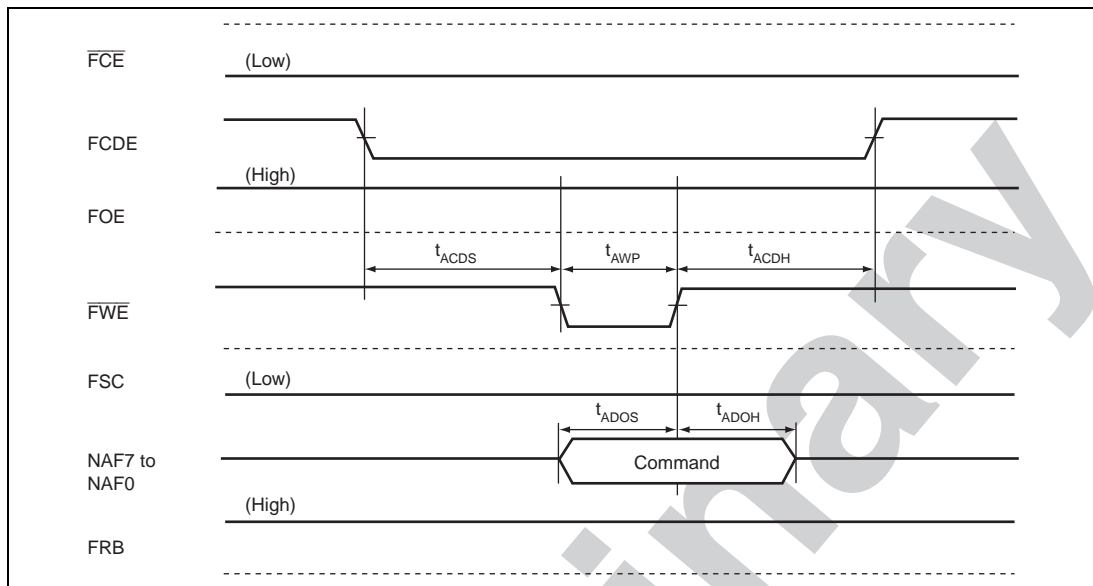 FCE (Low)
FCDE
(High)
FOE
tACDS tAWP tACDH
FWE
FSC (Low)
tADOS tADOH
NAF7 to
NAF0
Command
(High)
FRB